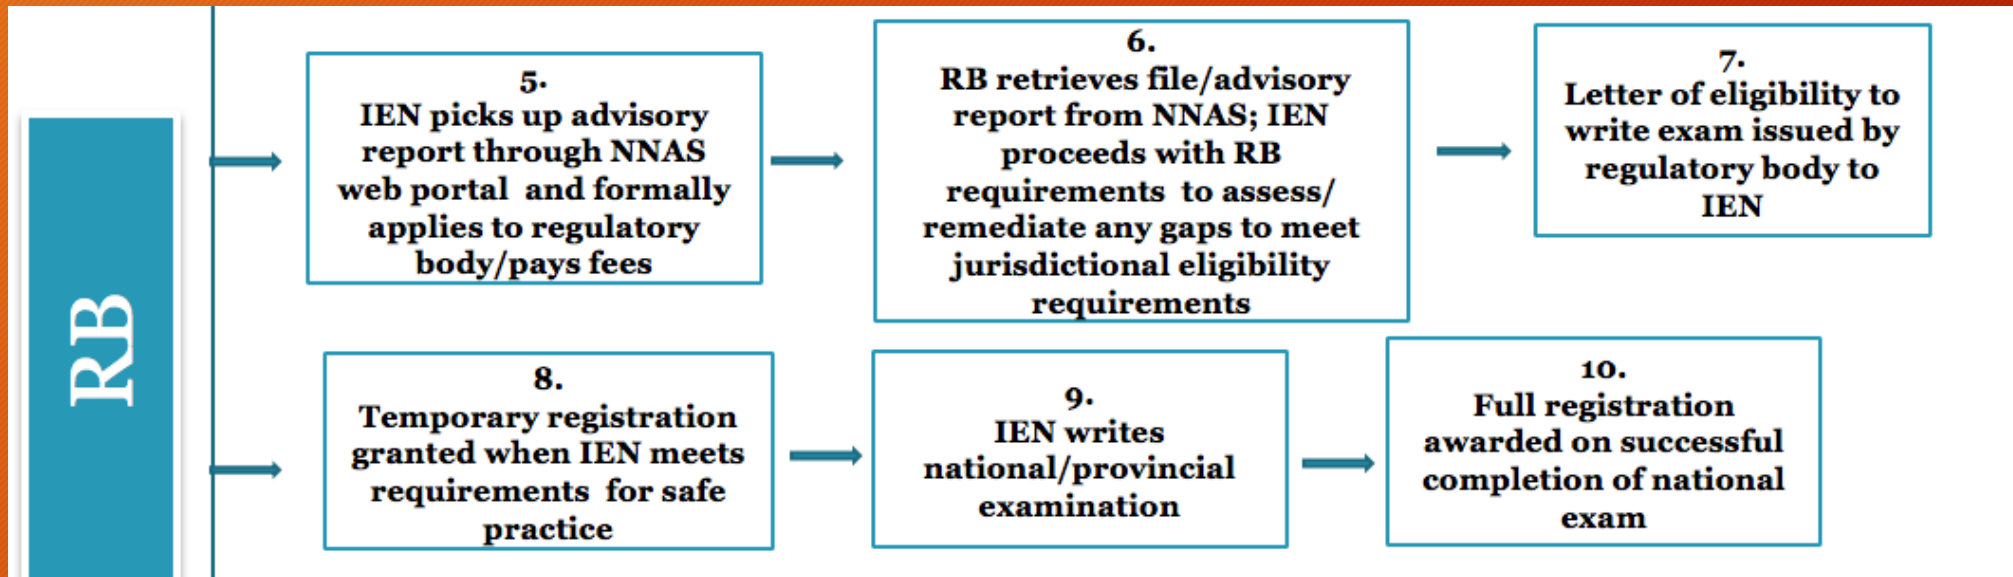 RB
5.
IEN picks up advisory
report through NNAS
web portal and formally
applies to regulatory
body/pays fees
6.
RB retrieves file/advisory
report from NNAS; IEN
proceeds with RB
requirements to assess/
remediate any gaps to meet
jurisdictional eligibility
requirements
7.
Letter of eligibility to
write exam issued by
regulatory body to
IEN
8.
Temporary registration
granted when IEN meets
requirements for safe
practice
9.
IEN writes
national/provincial
examination
10.
Full registration
awarded on successful
completion of national
exam